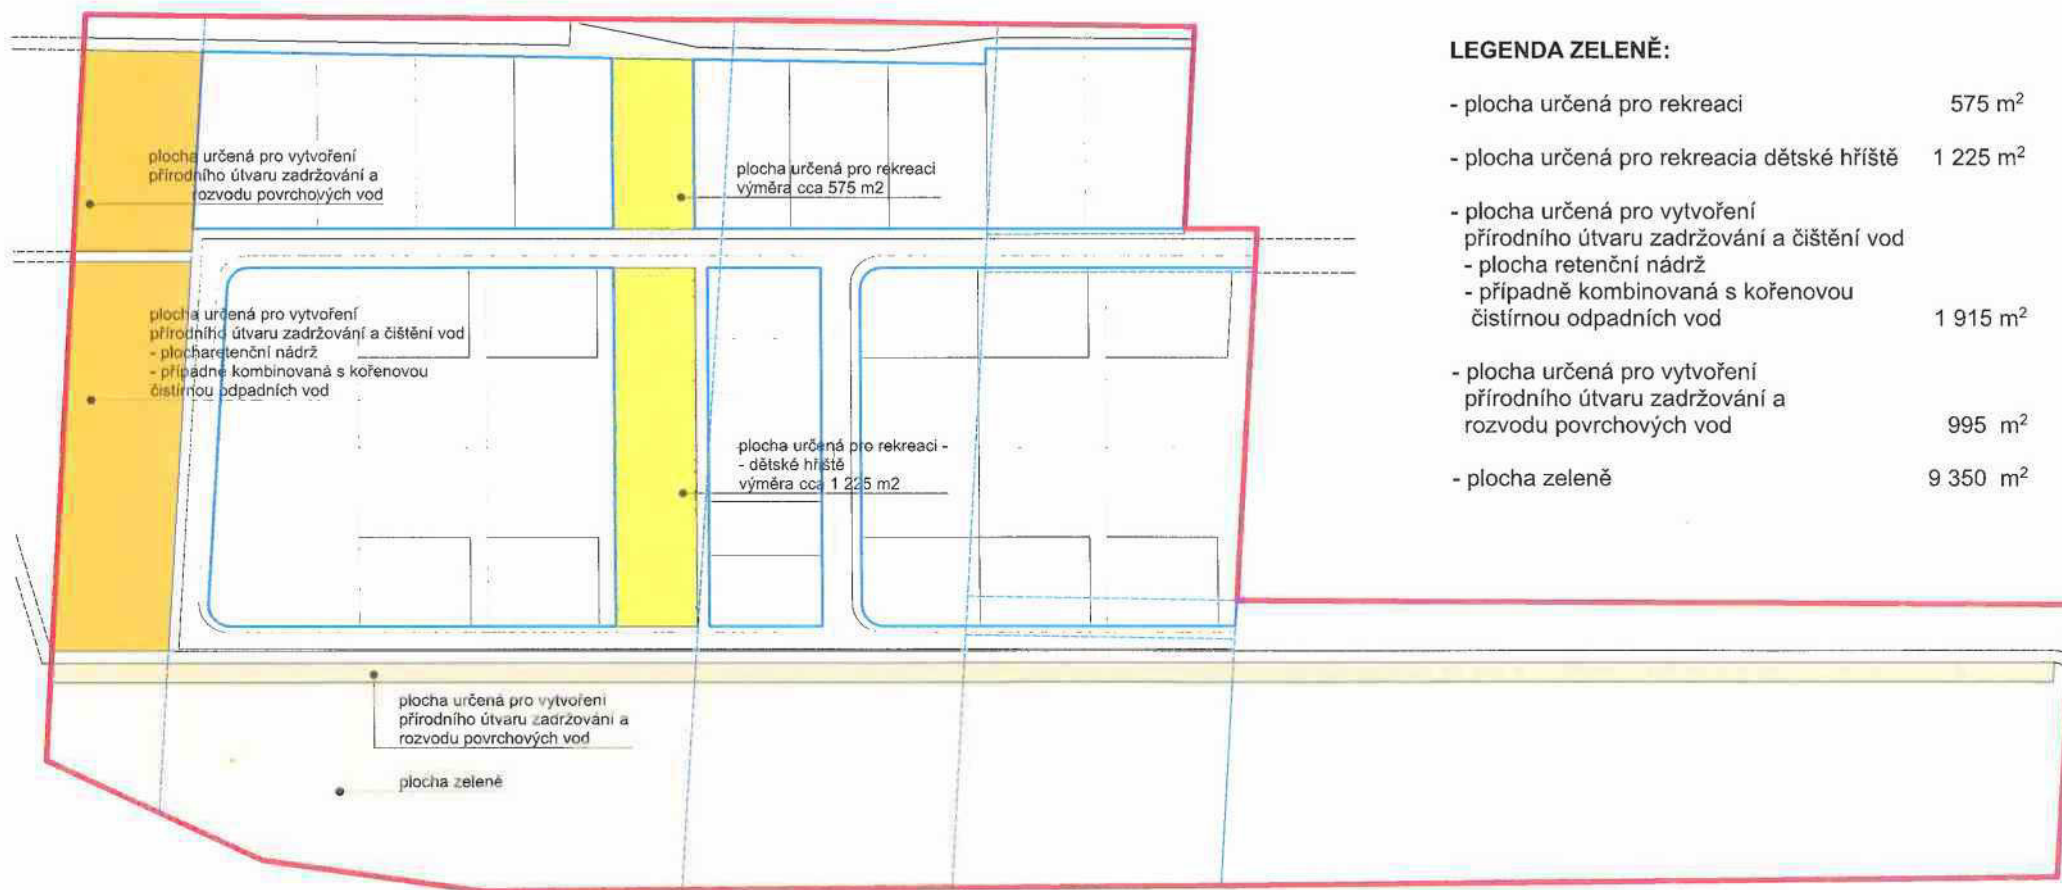 LEGENDA ZELENĚ:
- plocha určená pro rekreaci 575 m²
- plocha určená pro rekreacia dětské hříště 1 225 m²
- plocha určená pro vytvoření
přírodního útvaru zadržování a čištění vod
- plocha retenční nádrž
- případně kombinovaná s kořenovou
čistírnou odpadních vod 1 915 m²
- plocha určená pro vytvoření
přírodního útvaru zadržování a
rozvodu povrchových vod 995 m²
- plocha zeleně 9 350 m²
plocha určená pro vytvoření
přírodního útvaru zadržování a
rozvodu povrchových vod
plocha určená pro rekreaci
výměra cca 575 m2
plocha určená pro vytvoření
přírodního útvaru zadržování a čištění vod
- plocharetenční nádrž
- případně kombinovaná s kořenovou
čistírnou odpadních vod
plocha určená pro rekreaci -
- dětské hřiště
výměra cca 1 225 m2
plocha určená pro vytvoření
přírodního útvaru zadržování a
rozvodu povrchových vod
plocha zeleně